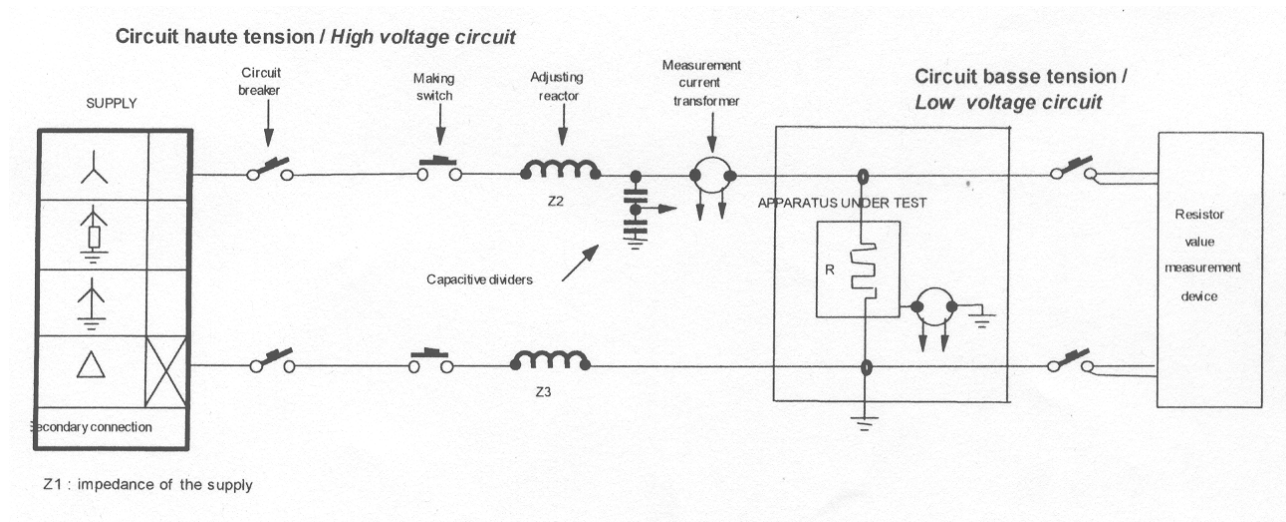 Circuit haute tension / High voltage circuit
SUPPLY
Circuit
breaker
Making
switch
Adjusting
reactor
Measurement
current
transformer
Circuit basse tension /
Low voltage circuit
Z2
Capacitive dividers
APPARATUS UNDER TEST
R
Resistor
value
measurement
device
Z3
Secondary connection
Z1 : impedance of the supply